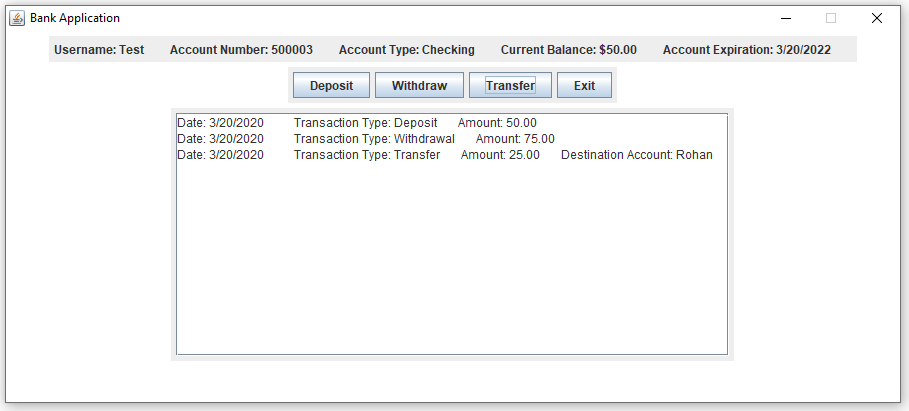 Bank Application
Username: Test Account Number: 500003 Account Type: Checking Current Balance: $50.00 Account Expiration: 3/20/2022
Deposit Withdraw Transfer Exit
Date: 3/20/2020 Transaction Type: Deposit Amount: 50.00
Date: 3/20/2020 Transaction Type: Withdrawal Amount: 75.00
Date: 3/20/2020 Transaction Type: Transfer Amount: 25.00 Destination Account: Rohan